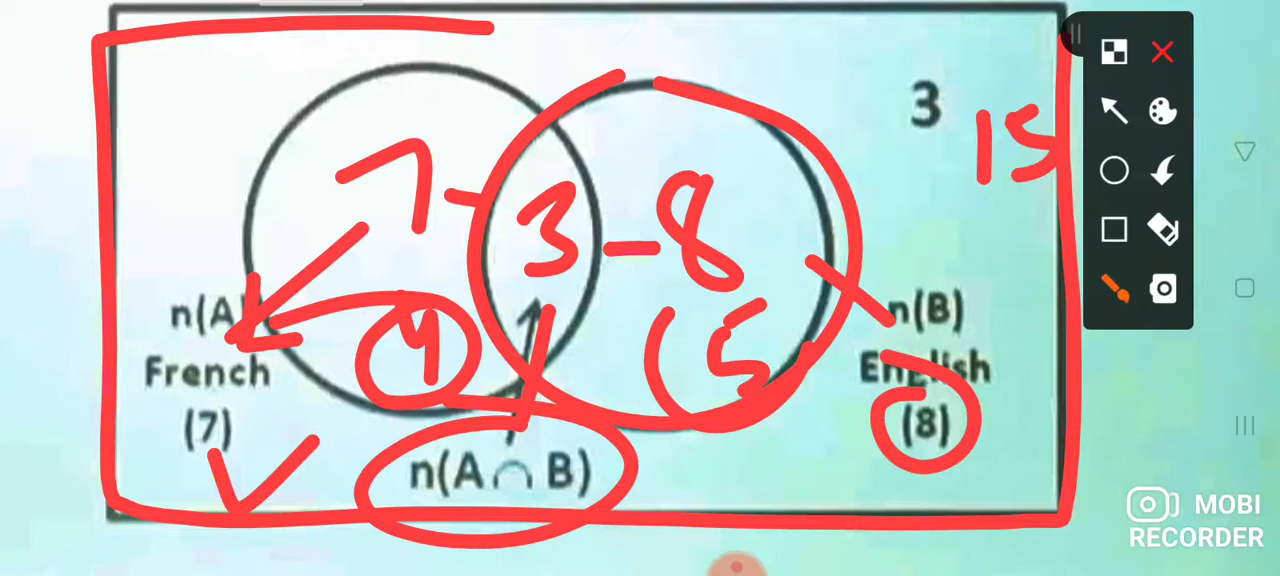 3
15
7 - 3 - 8
n(A)
French
(7)
4
(5
n(B)
English
(8)
n(A ∩ B)
MOBI
RECORDER